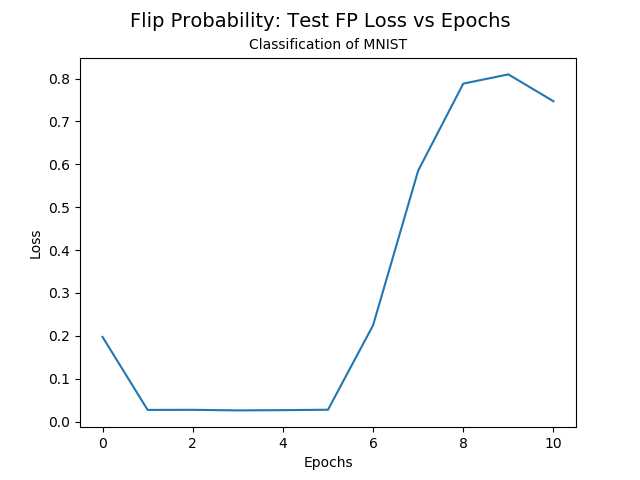 Flip Probability: Test FP Loss vs Epochs
Classification of MNIST
0.8
0.7
0.6
0.5
0.4
0.3
0.2
0.1
0.0
Loss
0 2 4 6 8 10
Epochs